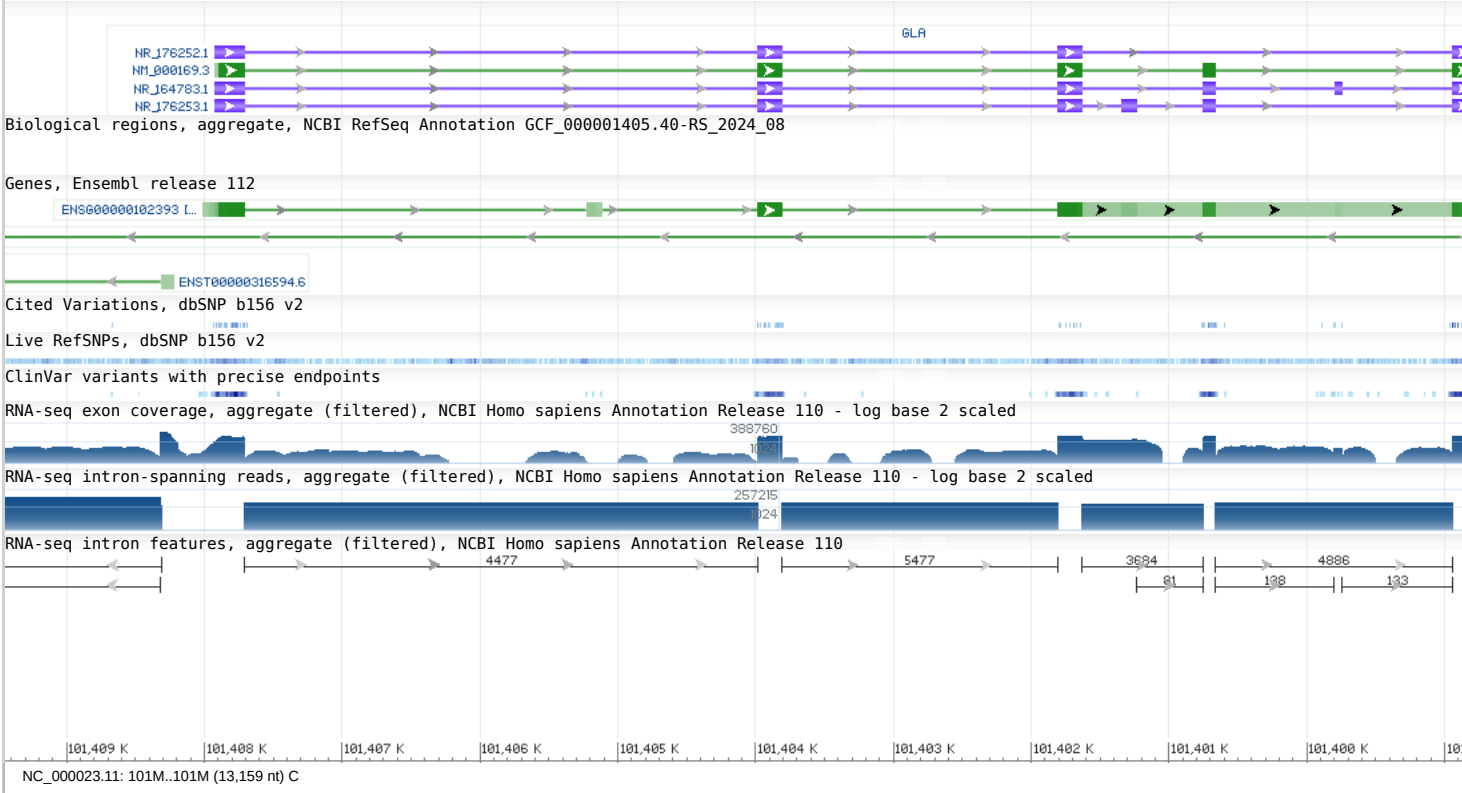 GLA
NR_176252.1
NM_000169.3
NR_164783.1
NR_176253.1
Biological regions, aggregate, NCBI RefSeq Annotation GCF_000001405.40-RS_2024_08
Genes, Ensembl release 112
ENSG00000102393 [...
ENST00000316594.6
Cited Variations, dbSNP b156 v2
Live RefSNPs, dbSNP b156 v2
ClinVar variants with precise endpoints
RNA-seq exon coverage, aggregate (filtered), NCBI Homo sapiens Annotation Release 110 - log base 2 scaled
388760
1024
RNA-seq intron-spanning reads, aggregate (filtered), NCBI Homo sapiens Annotation Release 110 - log base 2 scaled
257215
1024
RNA-seq intron features, aggregate (filtered), NCBI Homo sapiens Annotation Release 110
4477 5477 3684 4886
81 138 133
101,409 K 101,408 K 101,407 K 101,406 K 101,405 K 101,404 K 101,403 K 101,402 K 101,401 K 101,400 K 10
NC_000023.11: 101M..101M (13,159 nt) C